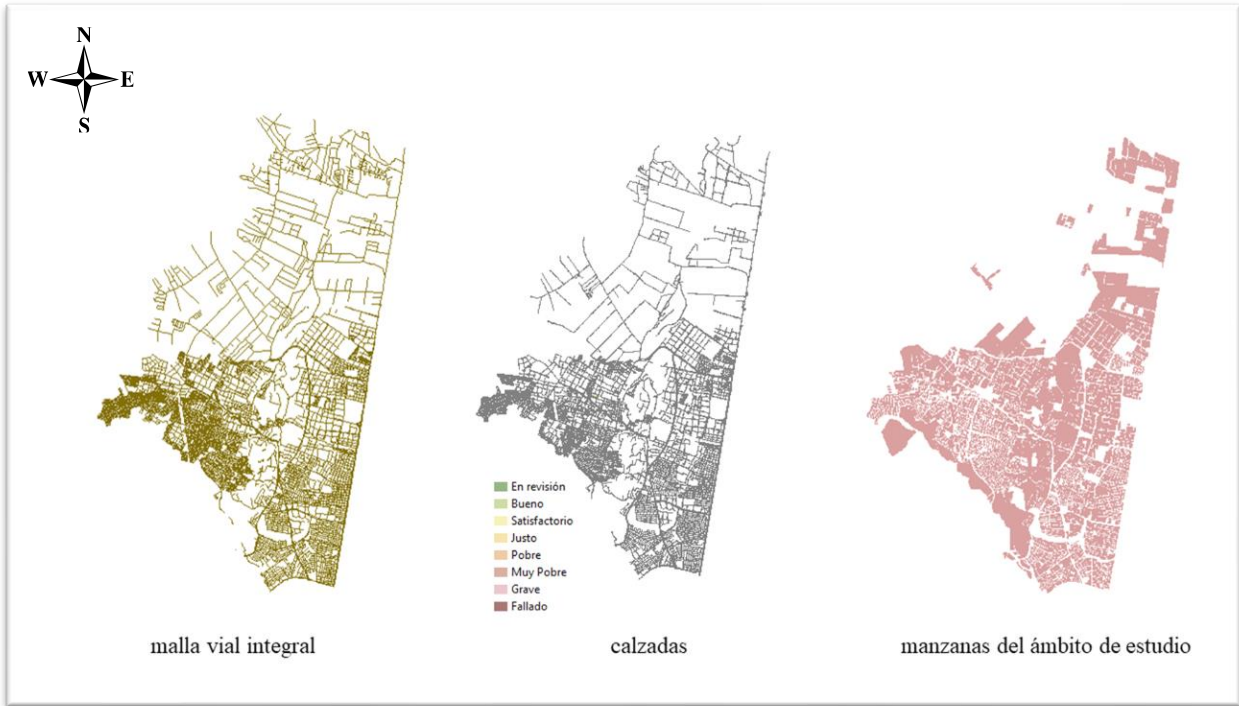 N
W E
S
En revisión
Bueno
Satisfactorio
Justo
Pobre
Muy Pobre
Grave
Fallado
malla vial integral
calzadas
manzanas del ámbito de estudio